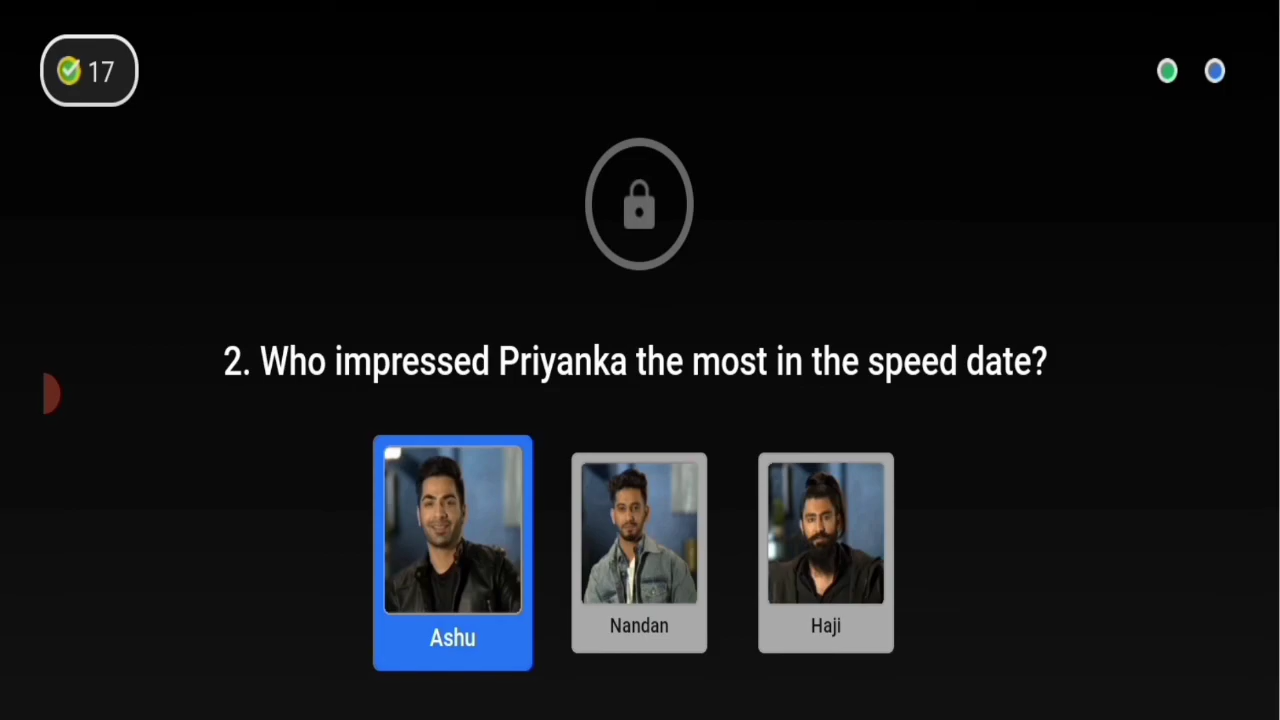 17
2. Who impressed Priyanka the most in the speed date?
Ashu
Nandan
Haji